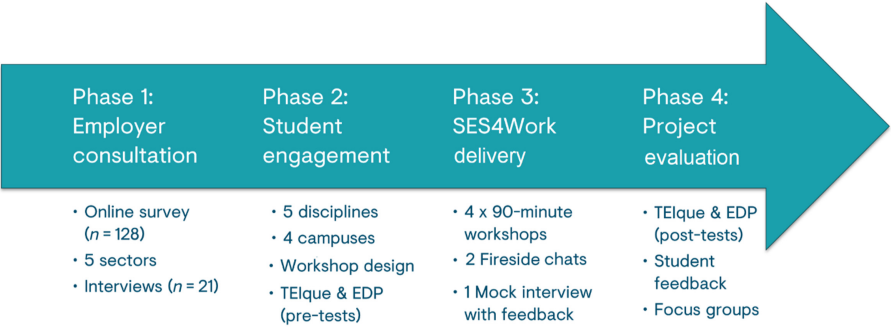 Phase 1:
Employer
consultation
Phase 2:
Student
engagement
Phase 3:
SES4Work
delivery
Phase 4:
Project
evaluation
• Online survey
(n = 128)
• 5 sectors
• Interviews (n = 21)
• 5 disciplines
• 4 campuses
• Workshop design
• TEIque & EDP
(pre-tests)
• 4 x 90-minute
workshops
• 2 Fireside chats
• 1 Mock interview
with feedback
• TEIque & EDP
(post-tests)
• Student
feedback
• Focus groups